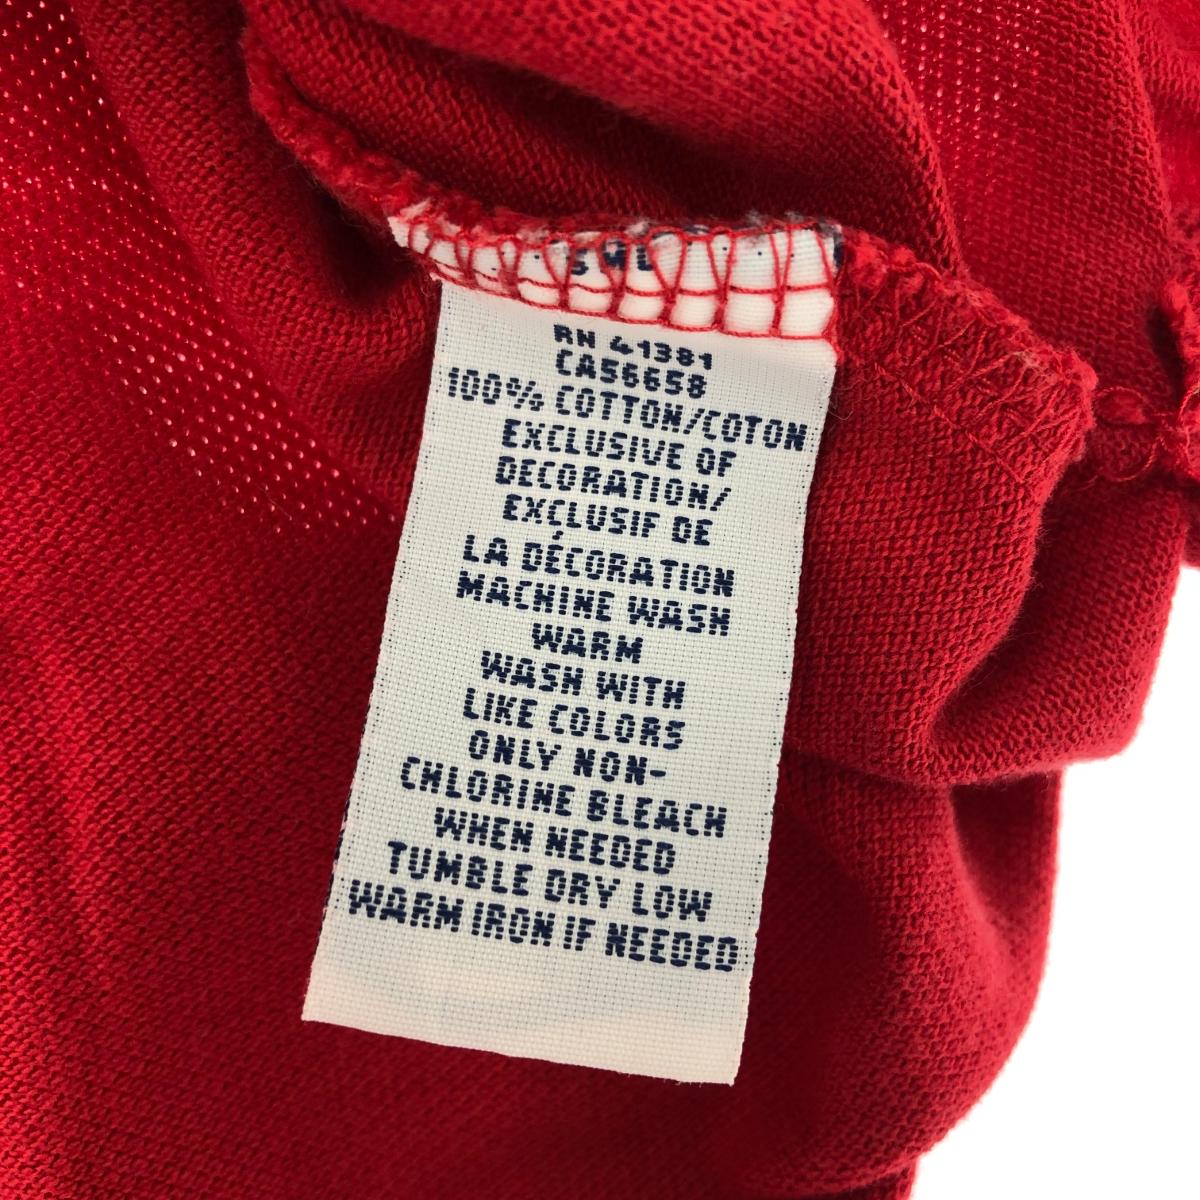 RN 41381
CA56658
100% COTTON/COTON
EXCLUSIVE OF
DECORATION/
EXCLUSIF DE
LA DÉCORATION
MACHINE WASH
WARM
WASH WITH
LIKE COLORS
ONLY NON-
CHLORINE BLEACH
WHEN NEEDED
TUMBLE DRY LOW
WARM IRON IF NEEDED